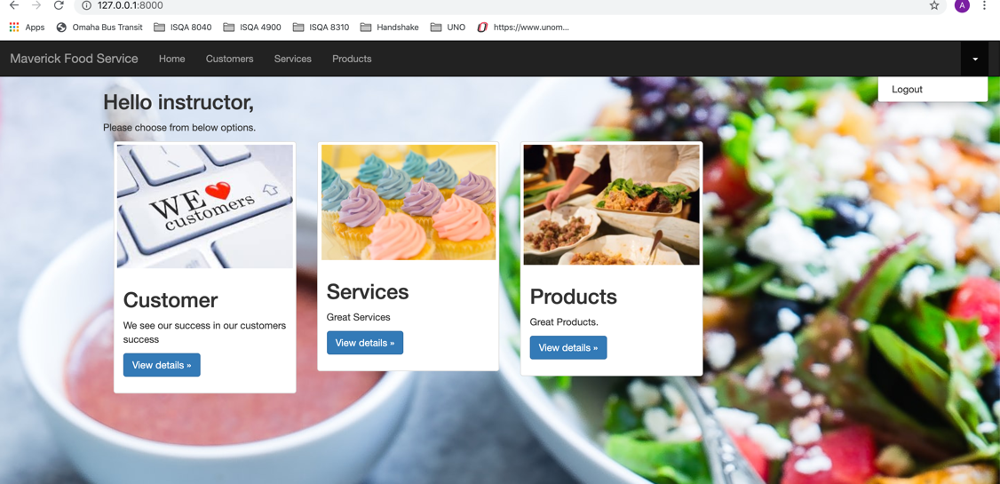 127.0.0.1:8000
A
Apps Omaha Bus Transit ISQA 8040 ISQA 4900 ISQA 8310 Handshake UNO https://www.unom...
Maverick Food Service Home Customers Services Products
Logout
Hello instructor,
Please choose from below options.
WE
customers
Customer
We see our success in our customers
success
View details »
Services
Great Services
View details »
Products
Great Products.
View details »